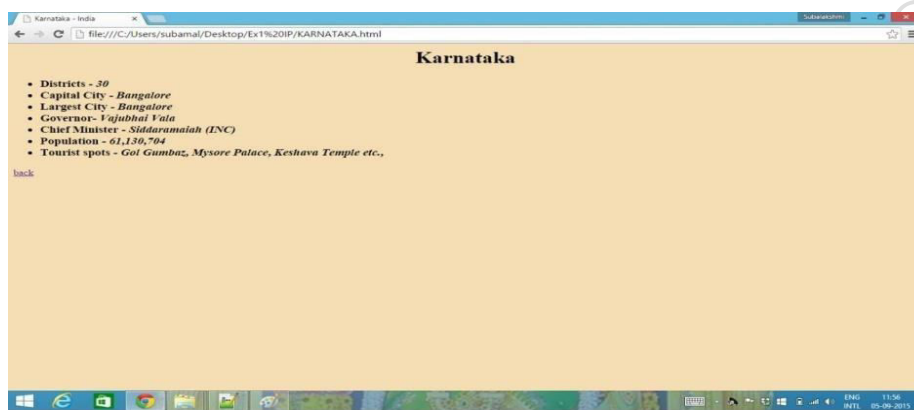 Karnataka - India
Subalakshmi
file:///C:/Users/subamal/Desktop/Ex1%20IP/KARNATAKA.html
Karnataka
• Districts - 30
• Capital City - Bangalore
• Largest City - Bangalore
• Governor- Vajubhai Vala
• Chief Minister - Siddaramaiah (INC)
• Population - 61,130,704
• Tourist spots - Gol Gumbaz, Mysore Palace, Keshava Temple etc.,
back
ENG 11:56
INTL 05-09-2015